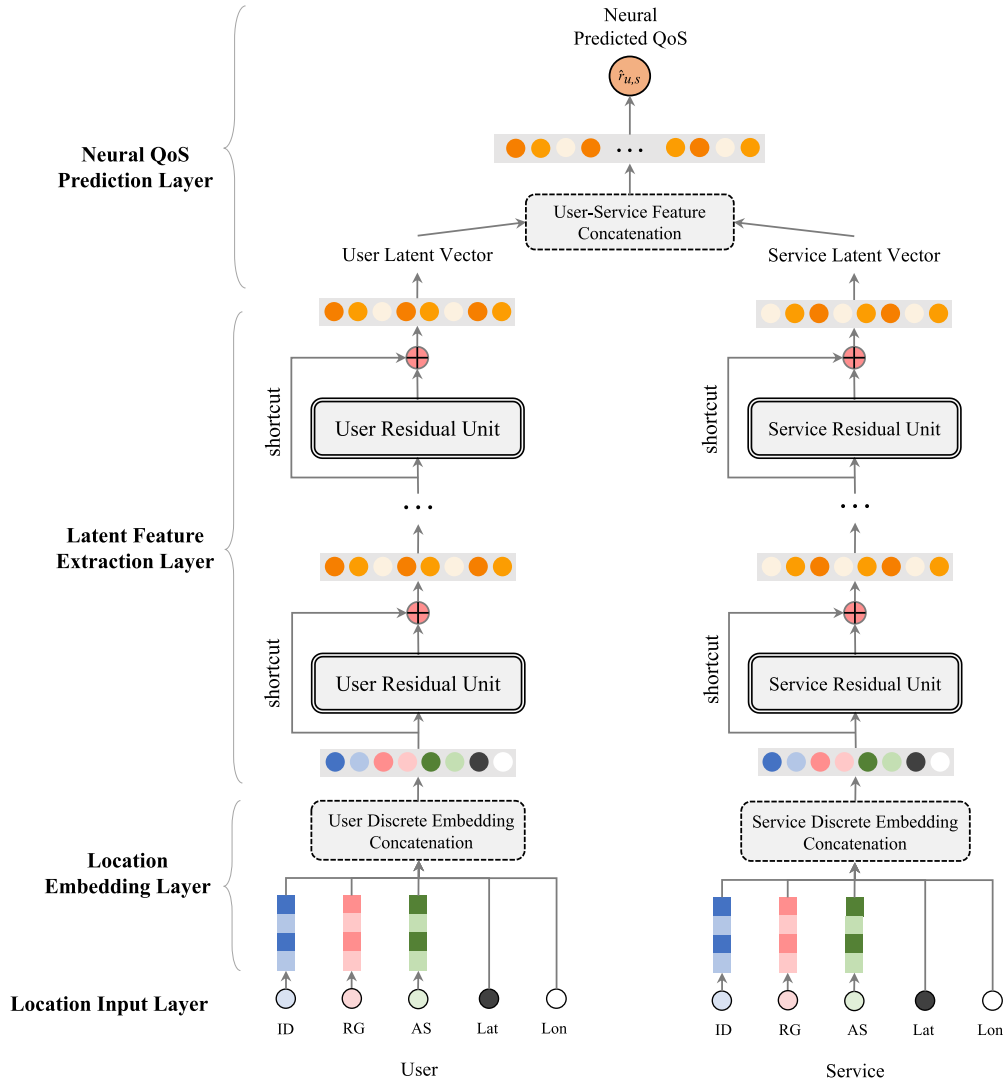 Neural
Predicted QoS
r̂u,s
Neural QoS
Prediction Layer
...
User-Service Feature
Concatenation
User Latent Vector
Service Latent Vector
shortcut
User Residual Unit
shortcut
Service Residual Unit
...
...
Latent Feature
Extraction Layer
shortcut
User Residual Unit
shortcut
Service Residual Unit
User Discrete Embedding
Concatenation
Service Discrete Embedding
Concatenation
Location
Embedding Layer
Location Input Layer
ID RG AS Lat Lon
ID RG AS Lat Lon
User
Service